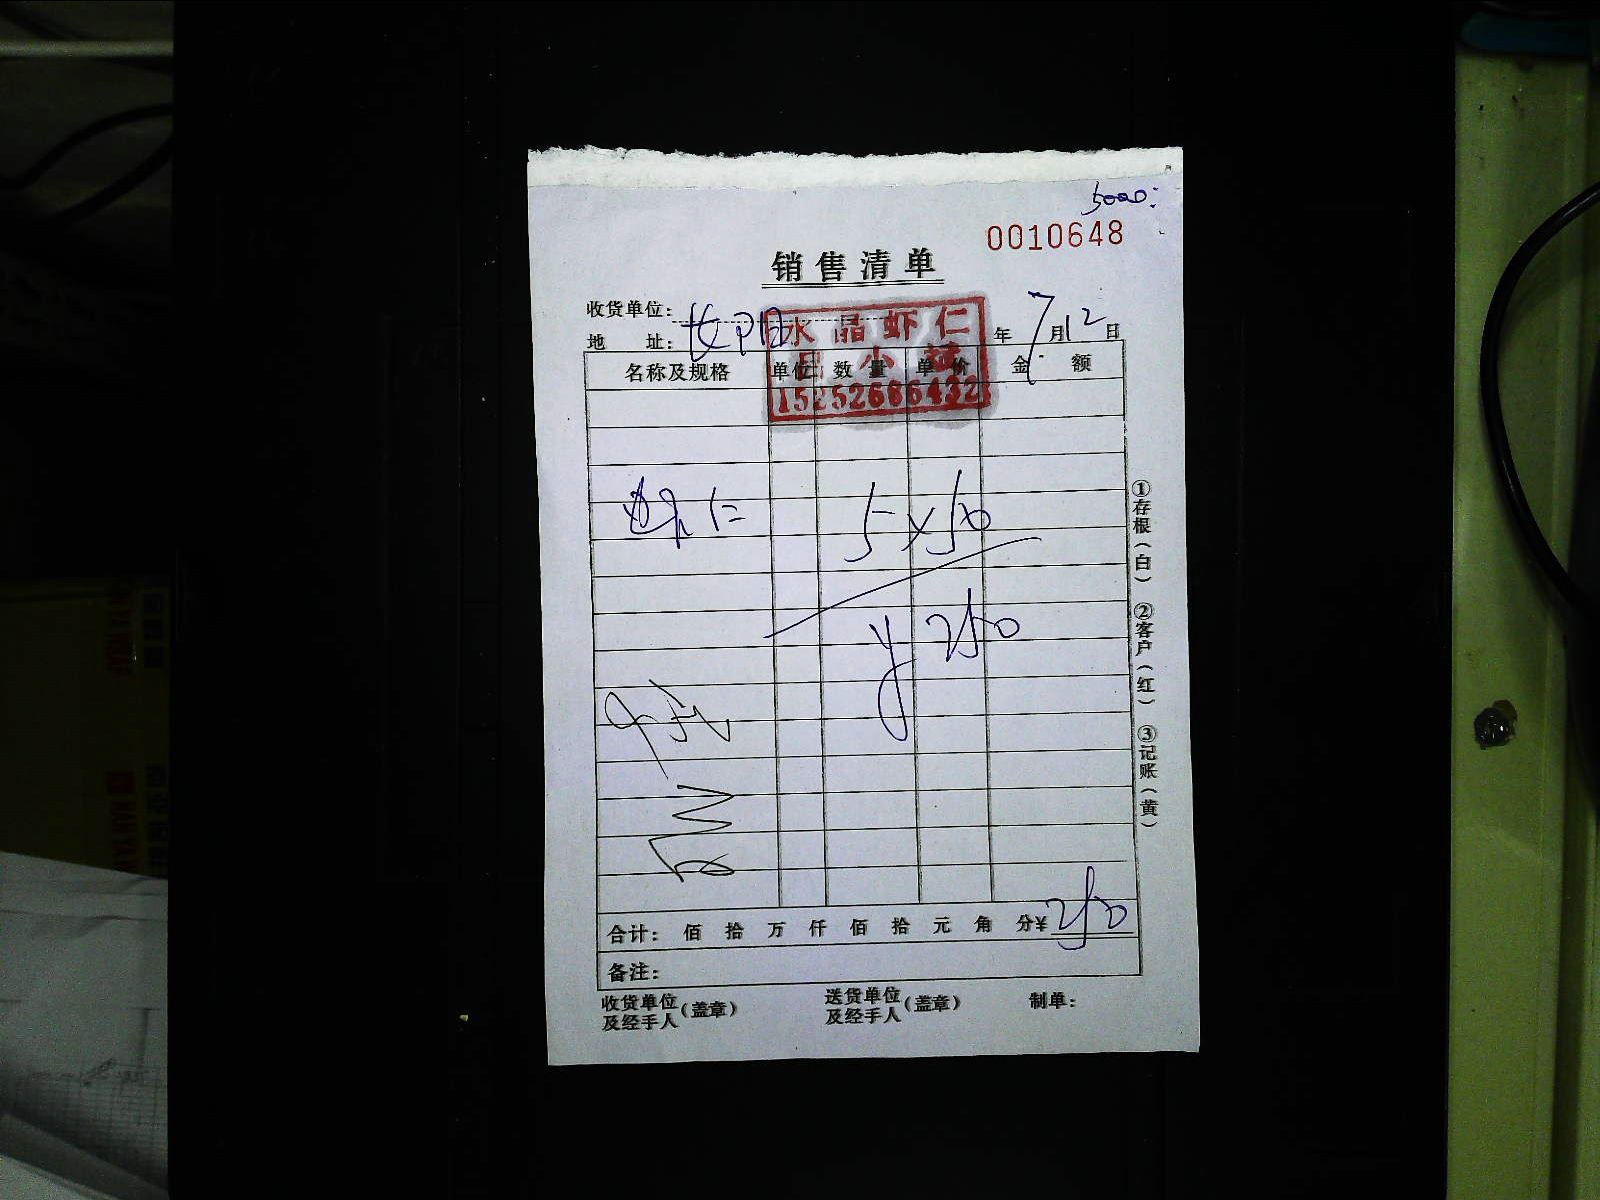 5000:
0010648
销售清单
收货单位:
地 址:
年 7 月 12 日
水晶虾仁
小
15252686432
名称及规格 单位 数量 单价 金额
虾仁 5×50
¥250
合计: 佰 拾 万 仟 佰 拾 元 角 分¥ 250
备注:
收货单位及经手人(盖章) 送货单位及经手人(盖章) 制单:
①存根(白) ②客户(红) ③记账(黄)